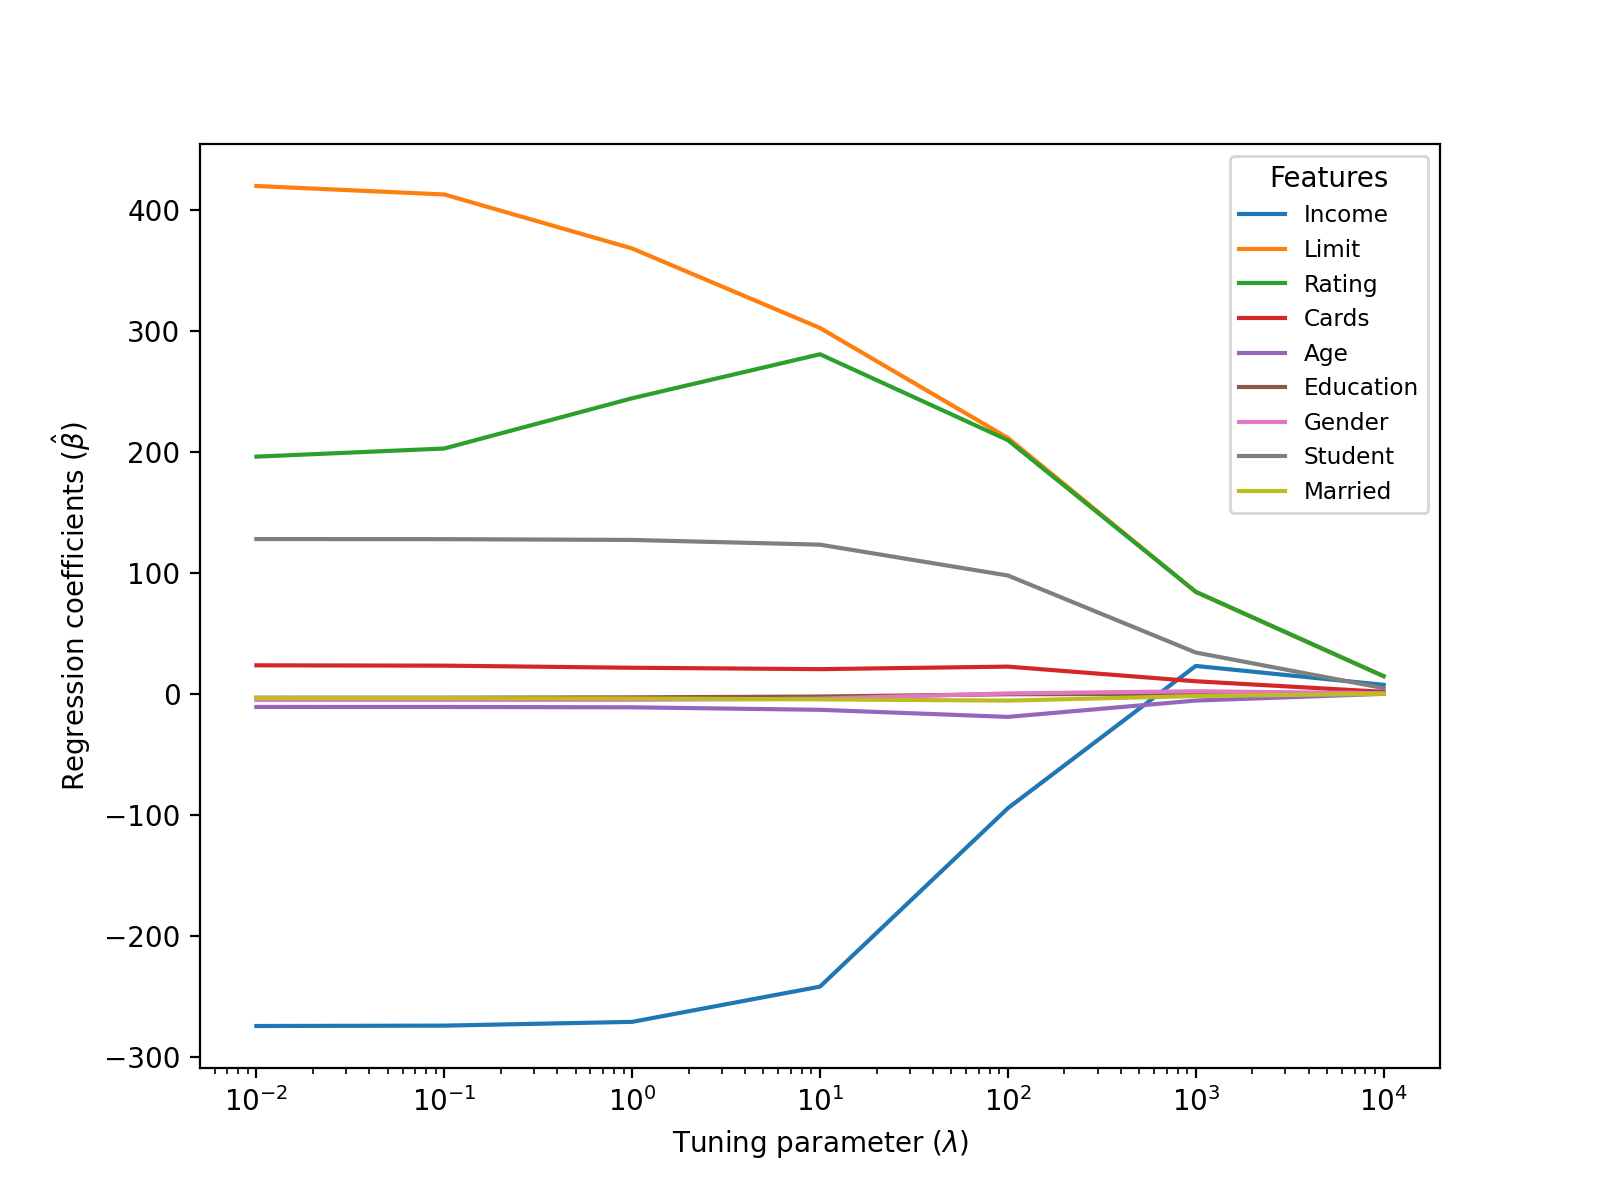 Features
Income
Limit
Rating
Cards
Age
Education
Gender
Student
Married
400
300
200
100
0
−100
−200
−300
Regression coefficients (β̂)
10⁻² 10⁻¹ 10⁰ 10¹ 10² 10³ 10⁴
Tuning parameter (λ)